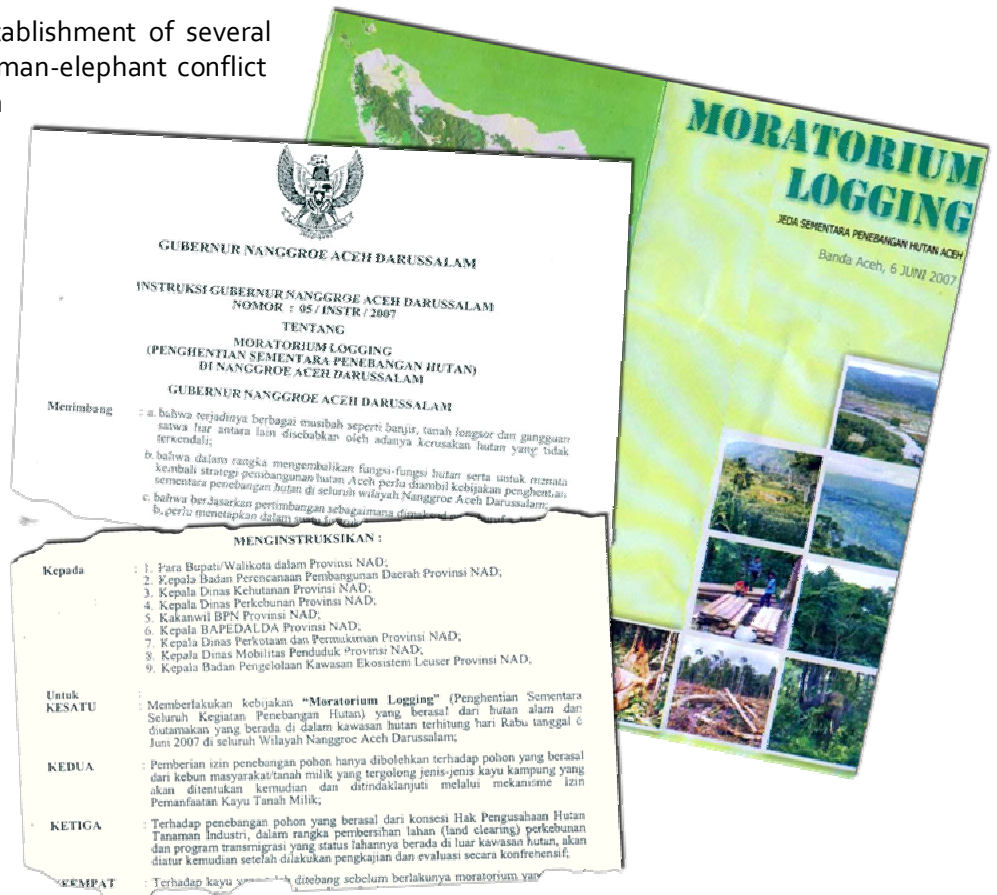 tablishment of several
man-elephant conflict
MORATORIUM
LOGGING
JEDA SEMENTARA PENEBANGAN HUTAN ACEH
Banda Aceh, 6 JUNI 2007
GUBERNUR NANGGROE ACEH DARUSSALAM
INSTRUKSI GUBERNUR NANGGROE ACEH DARUSSALAM
NOMOR : 05 / INSTR / 2007
TENTANG
MORATORIUM LOGGING
(PENGHENTIAN SEMENTARA PENEBANGAN HUTAN)
DI NANGGROE ACEH DARUSSALAM
GUBERNUR NANGGROE ACEH DARUSSALAM
Menimbang : a. bahwa terjadinya berbagai musibah seperti banjir, tanah longsor dan gangguan
satwa liar antara lain disebabkan oleh adanya kerusakan hutan yang tidak
terkendali;
b. bahwa dalam rangka mengembalikan fungsi-fungsi hutan serta untuk menata
kembali strategi pembangunan hutan Aceh perlu diambil kebijakan penghentian
sementara penebangan hutan di seluruh wilayah Nanggroe Aceh Darussalam;
c. bahwa berdasarkan pertimbangan sebagaimana
b, perlu menetapkan dalam
MENGINSTRUKSIKAN :
Kepada : 1. Para Bupati/Walikota dalam Provinsi NAD;
2. Kepala Badan Perencanaan Pembangunan Daerah Provinsi NAD;
3. Kepala Dinas Kehutanan Provinsi NAD;
4. Kepala Dinas Perkebunan Provinsi NAD;
5. Kakanwil BPN Provinsi NAD;
6. Kepala BAPEDALDA Provinsi NAD;
7. Kepala Dinas Perkotaan dan Permukiman Provinsi NAD;
8. Kepala Dinas Mobilitas Penduduk Provinsi NAD;
9. Kepala Badan Pengelolaan Kawasan Ekosistem Leuser Provinsi NAD,
Untuk :
KESATU : Memberlakukan kebijakan “Moratorium Logging” (Penghentian Sementara
Seluruh Kegiatan Penebangan Hutan) yang berasal dari hutan alam dan
diutamakan yang berada di dalam kawasan hutan terhitung hari Rabu tanggal 6
Juni 2007 di seluruh Wilayah Nanggroe Aceh Darussalam;
KEDUA : Pemberian izin penebangan pohon hanya dibolehkan terhadap pohon yang berasal
dari kebun masyarakat/tanah milik yang tergolong jenis-jenis kayu kampung yang
akan ditentukan kemudian dan ditindaklanjuti melalui mekanisme Izin
Pemanfaatan Kayu Tanah Milik;
KETIGA : Terhadap penebangan pohon yang berasal dari konsesi Hak Pengusahaan Hutan
Tanaman Industri, dalam rangka pembersihan lahan (land clearing) perkebunan
dan program transmigrasi yang status lahannya berada di luar kawasan hutan, akan
diatur kemudian setelah dilakukan pengkajian dan evaluasi secara konfrehensif;
KEEMPAT : Terhadap kayu ditebang sebelum berlakunya moratorium